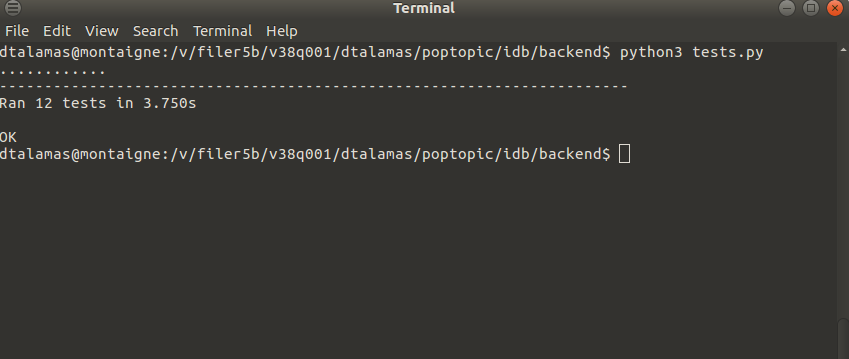 Terminal
File Edit View Search Terminal Help
dtalamas@montaigne:/v/filer5b/v38q001/dtalamas/poptopic/idb/backend$ python3 tests.py
............
----------------------------------------------------------------------
Ran 12 tests in 3.750s
OK
dtalamas@montaigne:/v/filer5b/v38q001/dtalamas/poptopic/idb/backend$